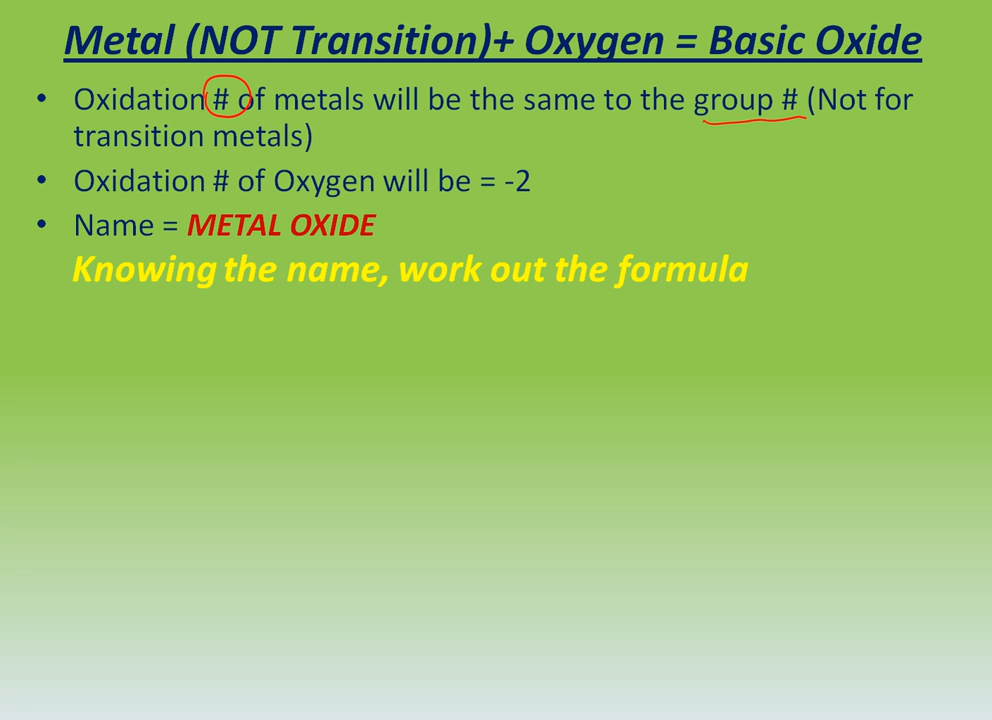 Metal (NOT Transition)+ Oxygen = Basic Oxide
• Oxidation # of metals will be the same to the group # (Not for
transition metals)
• Oxidation # of Oxygen will be = -2
• Name = METAL OXIDE
Knowing the name, work out the formula